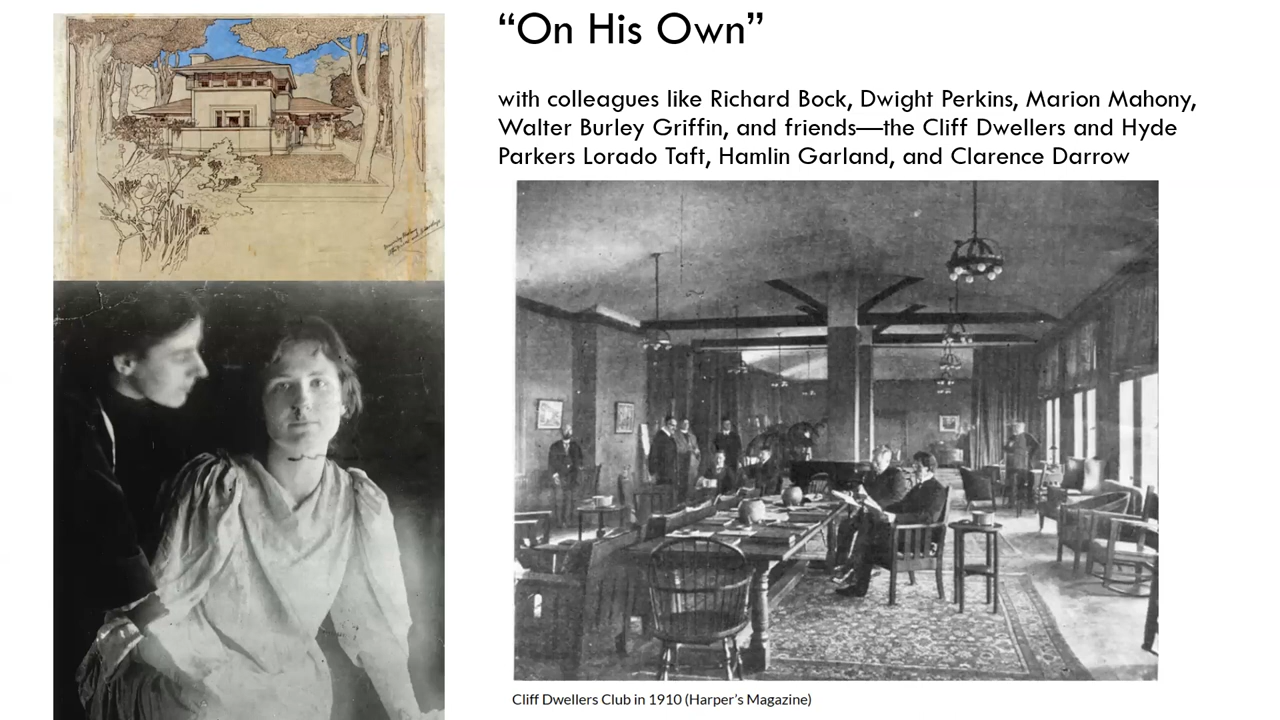 “On His Own”
with colleagues like Richard Bock, Dwight Perkins, Marion Mahony,
Walter Burley Griffin, and friends—the Cliff Dwellers and Hyde
Parkers Lorado Taft, Hamlin Garland, and Clarence Darrow
Cliff Dwellers Club in 1910 (Harper’s Magazine)